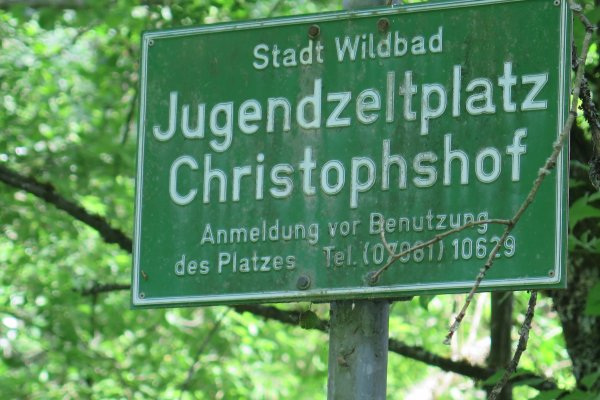 Stadt Wildbad
Jugendzeltplatz
Christophshof
Anmeldung vor Benutzung
des Platzes Tel. (07081) 10629